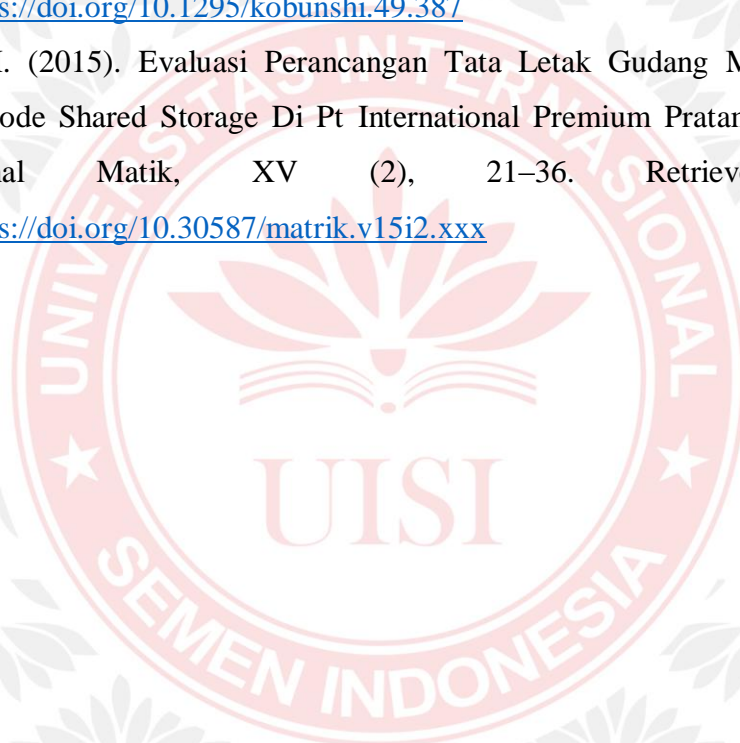 s://doi.org/10.1295/kobunshi.49.387
. (2015). Evaluasi Perancangan Tata Letak Gudang M
ode Shared Storage Di Pt International Premium Pratan
al Matik, XV (2), 21–36. Retrieve
s://doi.org/10.30587/matrik.v15i2.xxx
UNIVERSITAS INTERNASIONAL
UISI
SEMEN INDONESIA